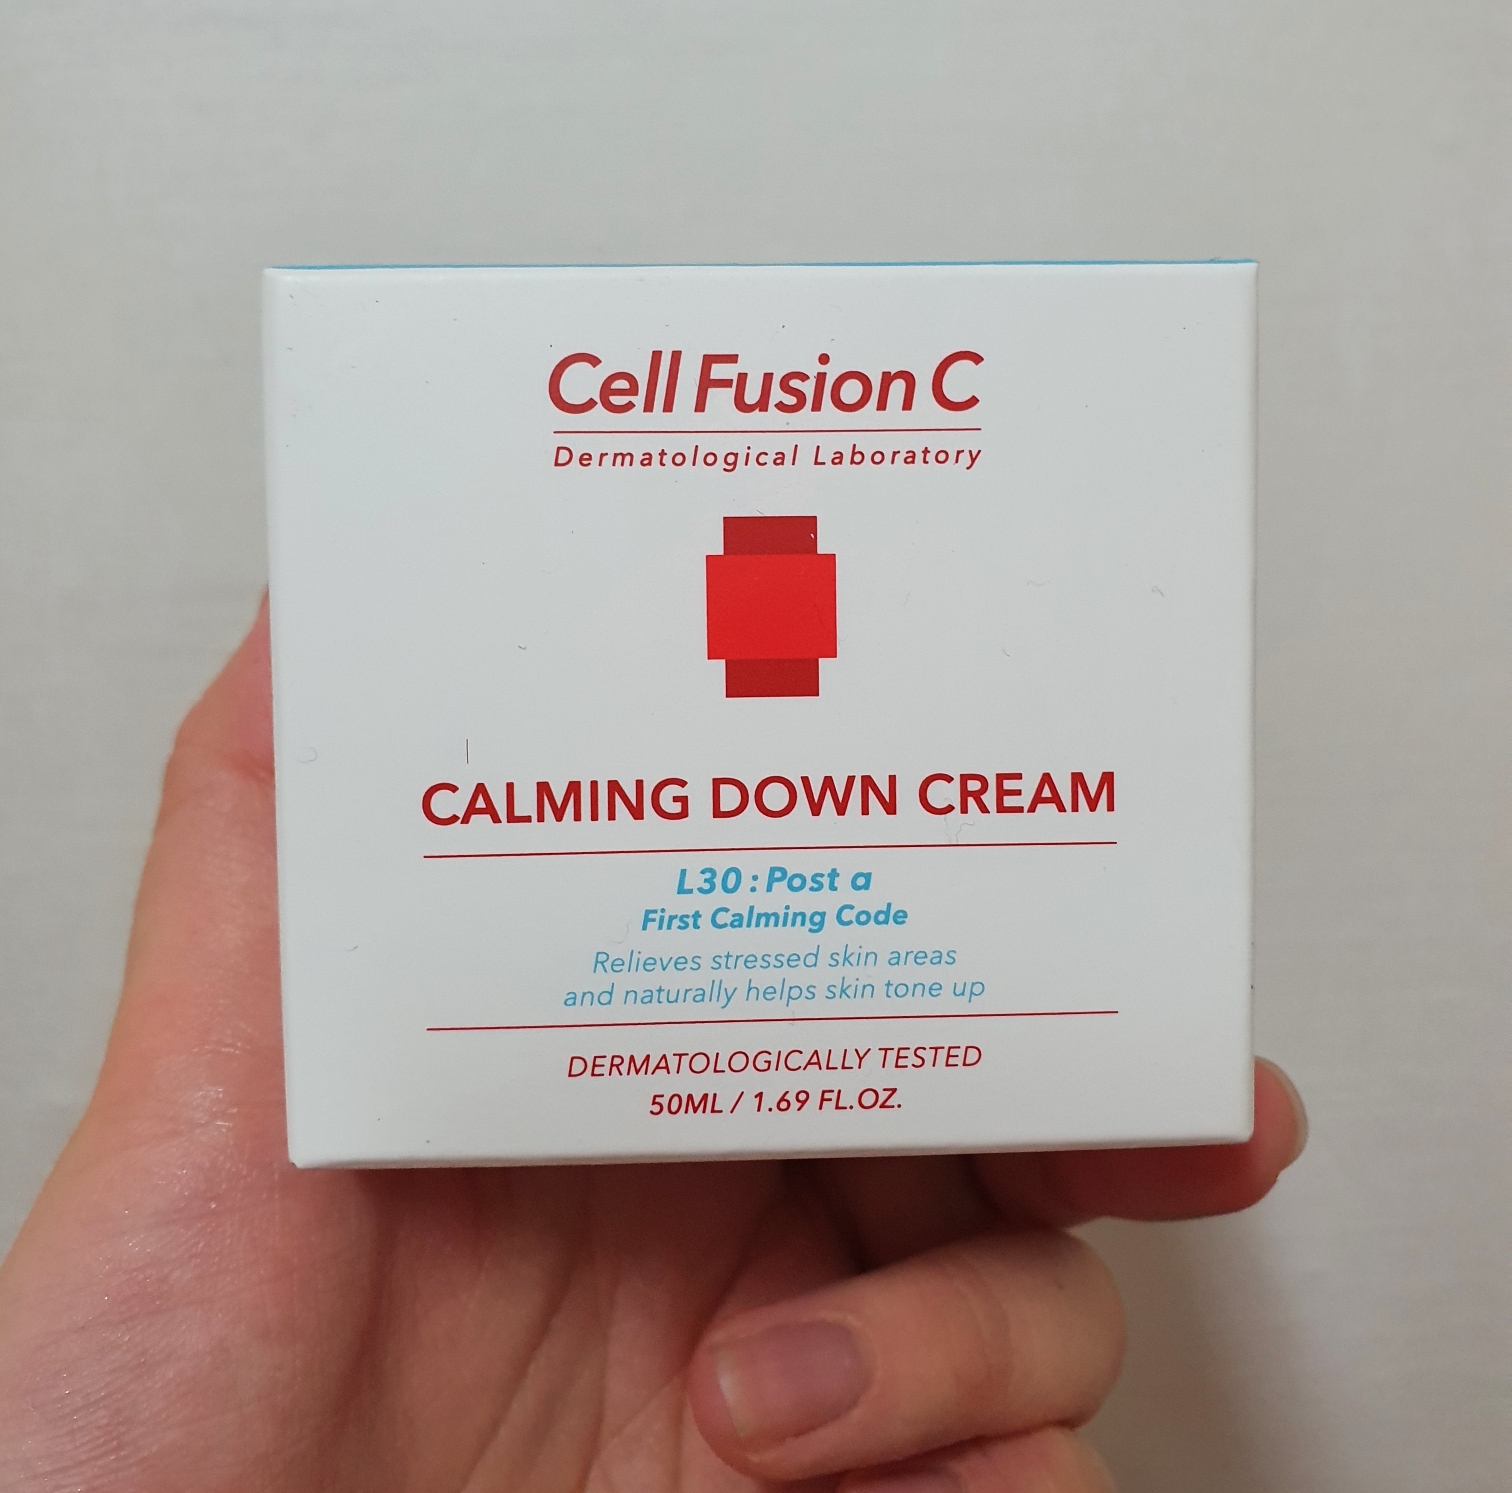 Cell Fusion C
Dermatological Laboratory
CALMING DOWN CREAM
L30 : Post a
First Calming Code
Relieves stressed skin areas
and naturally helps skin tone up
DERMATOLOGICALLY TESTED
50ML / 1.69 FL.OZ.